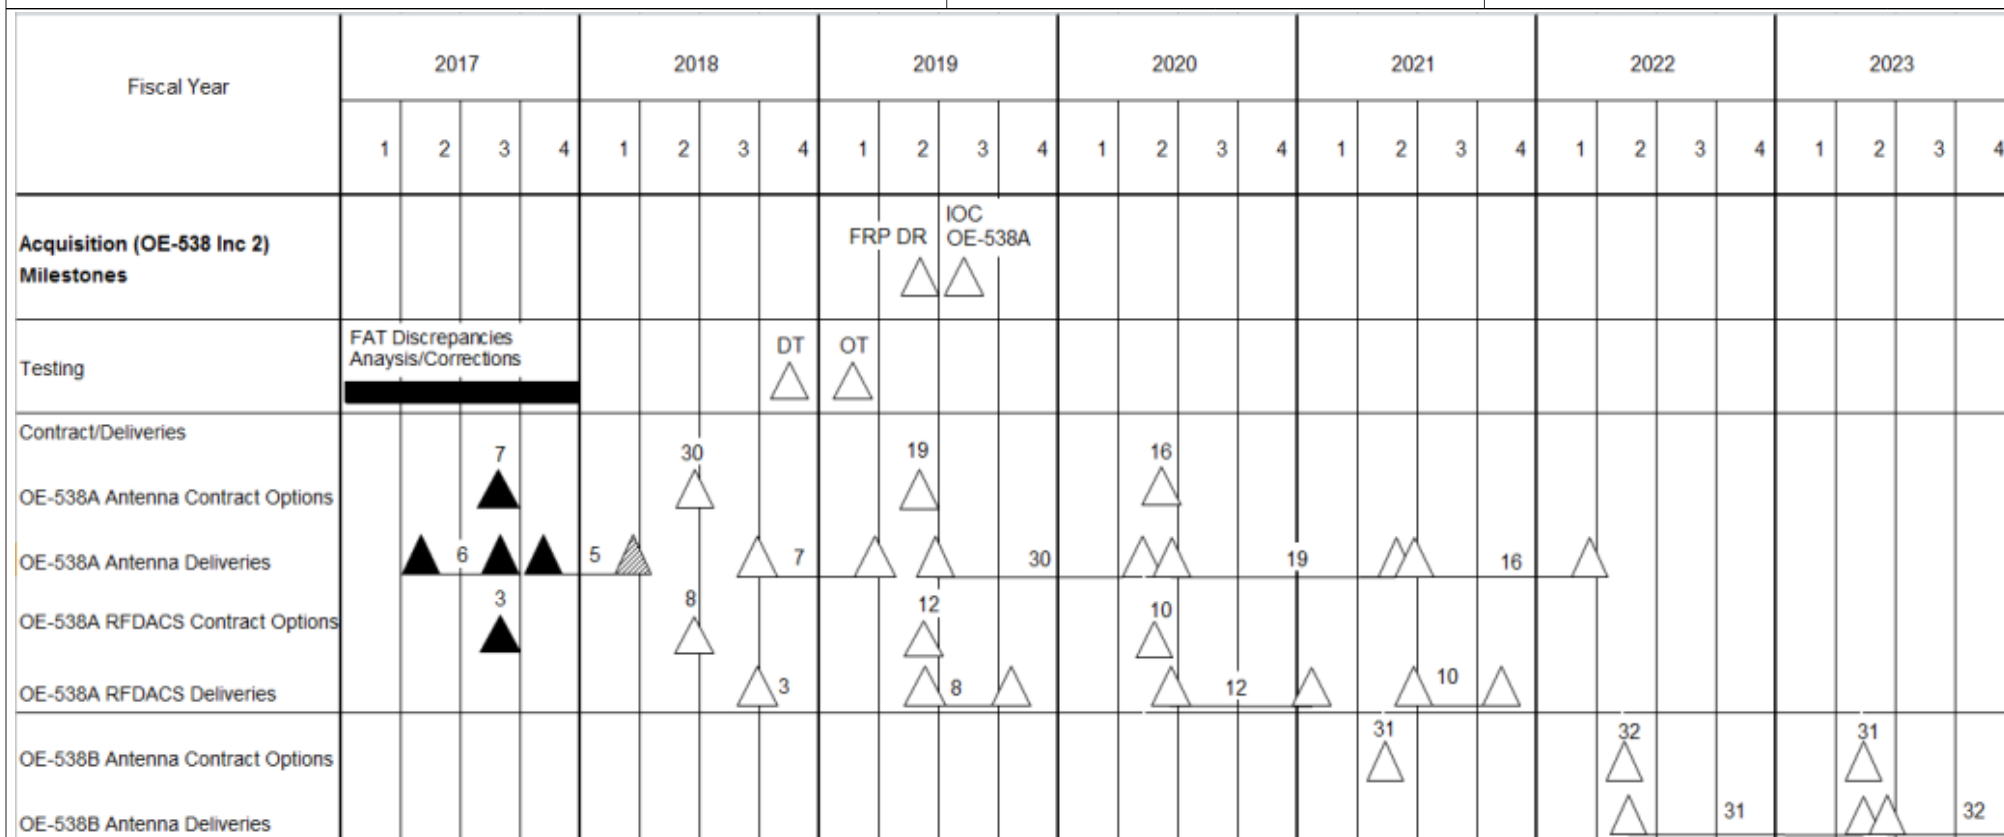 Fiscal Year
2017 2018 2019 2020 2021 2022 2023
1 2 3 4 1 2 3 4 1 2 3 4 1 2 3 4 1 2 3 4 1 2 3 4 1 2 3 4
Acquisition (OE-538 Inc 2)
Milestones
FRP DR
IOC
OE-538A
Testing
FAT Discrepancies
Anaysis/Corrections
DT OT
Contract/Deliveries
7 30 19 16
OE-538A Antenna Contract Options
OE-538A Antenna Deliveries
6 5 7 30 19 16
3 8 12 10
OE-538A RFDACS Contract Options
OE-538A RFDACS Deliveries
3 8 12 10
31 32 31
OE-538B Antenna Contract Options
OE-538B Antenna Deliveries
31 32